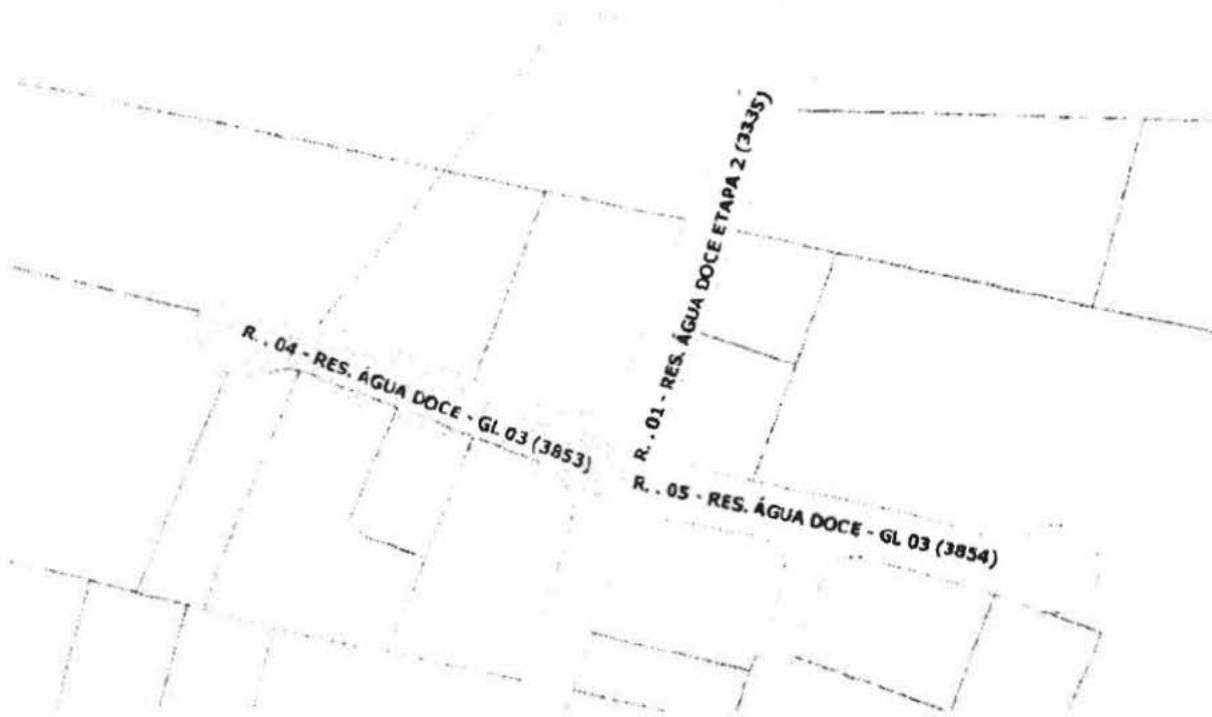 R. . 01 - RES. ÁGUA DOCE ETAPA 2 (3335)
R. . 04 - RES. ÁGUA DOCE - GL 03 (3853)
R. . 05 - RES. ÁGUA DOCE - GL 03 (3854)